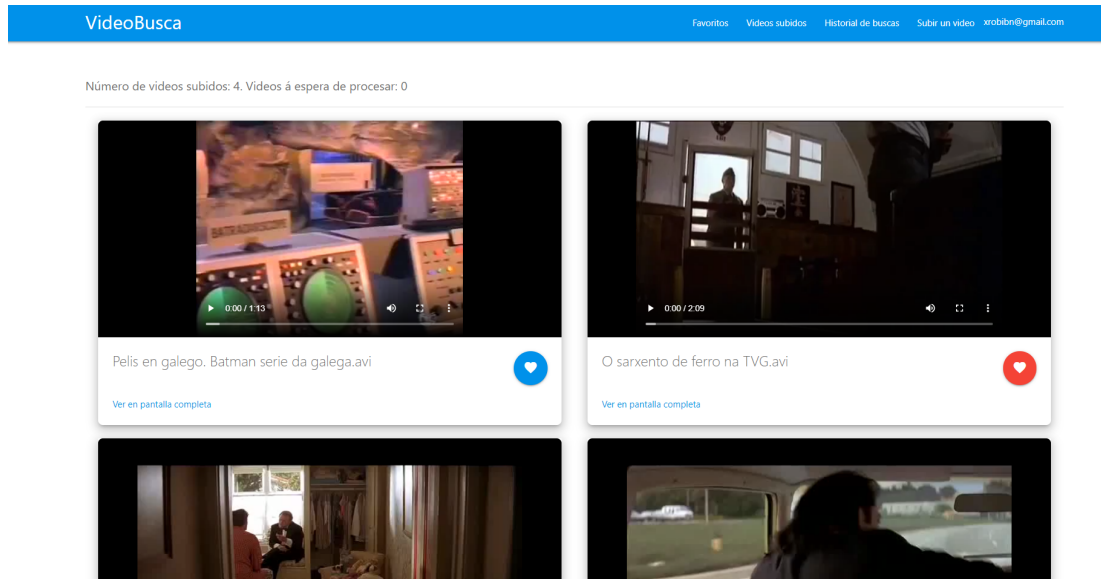 VideoBusca
Favoritos Videos subidos Historial de buscas Subir un video xrobibn@gmail.com
Número de videos subidos: 4. Videos á espera de procesar: 0
BATRADARSCOPE
0:00 / 1:13
0:00 / 2:09
Pelis en galego. Batman serie da galega.avi
O sarxento de ferro na TVG.avi
Ver en pantalla completa
Ver en pantalla completa